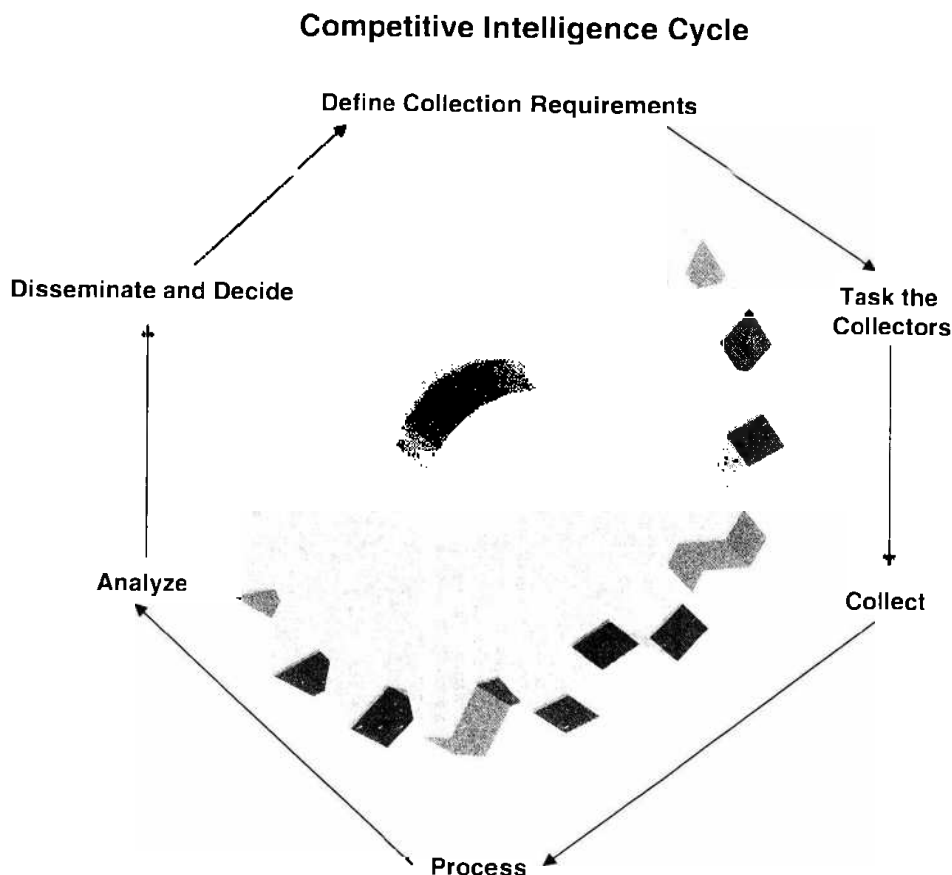 Competitive Intelligence Cycle
Define Collection Requirements
Disseminate and Decide
Task the
Collectors
Analyze
Collect
Process